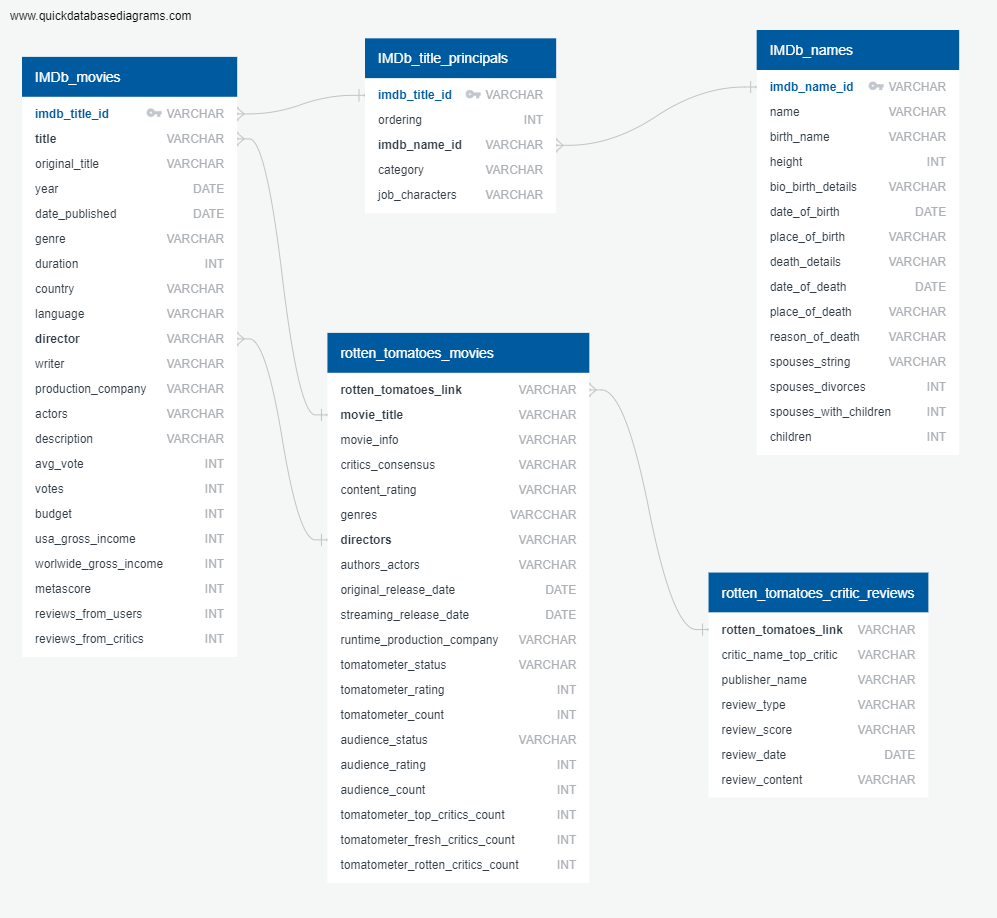 www.quickdatabasediagrams.com
IMDb_movies
imdb_title_id VARCHAR
title VARCHAR
original_title VARCHAR
year DATE
date_published DATE
genre VARCHAR
duration INT
country VARCHAR
language VARCHAR
director VARCHAR
writer VARCHAR
production_company VARCHAR
actors VARCHAR
description VARCHAR
avg_vote INT
votes INT
budget INT
usa_gross_income INT
worlwide_gross_income INT
metascore INT
reviews_from_users INT
reviews_from_critics INT
IMDb_title_principals
imdb_title_id VARCHAR
ordering INT
imdb_name_id VARCHAR
category VARCHAR
job_characters VARCHAR
IMDb_names
imdb_name_id VARCHAR
name VARCHAR
birth_name VARCHAR
height INT
bio_birth_details VARCHAR
date_of_birth DATE
place_of_birth VARCHAR
death_details VARCHAR
date_of_death DATE
place_of_death VARCHAR
reason_of_death VARCHAR
spouses_string VARCHAR
spouses_divorces INT
spouses_with_children INT
children INT
rotten_tomatoes_movies
rotten_tomatoes_link VARCHAR
movie_title VARCHAR
movie_info VARCHAR
critics_consensus VARCHAR
content_rating VARCHAR
genres VARCCHAR
directors VARCHAR
authors_actors VARCHAR
original_release_date DATE
streaming_release_date DATE
runtime_production_company VARCHAR
tomatometer_status VARCHAR
tomatometer_rating INT
tomatometer_count INT
audience_status VARCHAR
audience_rating INT
audience_count INT
tomatometer_top_critics_count INT
tomatometer_fresh_critics_count INT
tomatometer_rotten_critics_count INT
rotten_tomatoes_critic_reviews
rotten_tomatoes_link VARCHAR
critic_name_top_critic VARCHAR
publisher_name VARCHAR
review_type VARCHAR
review_score VARCHAR
review_date DATE
review_content VARCHAR